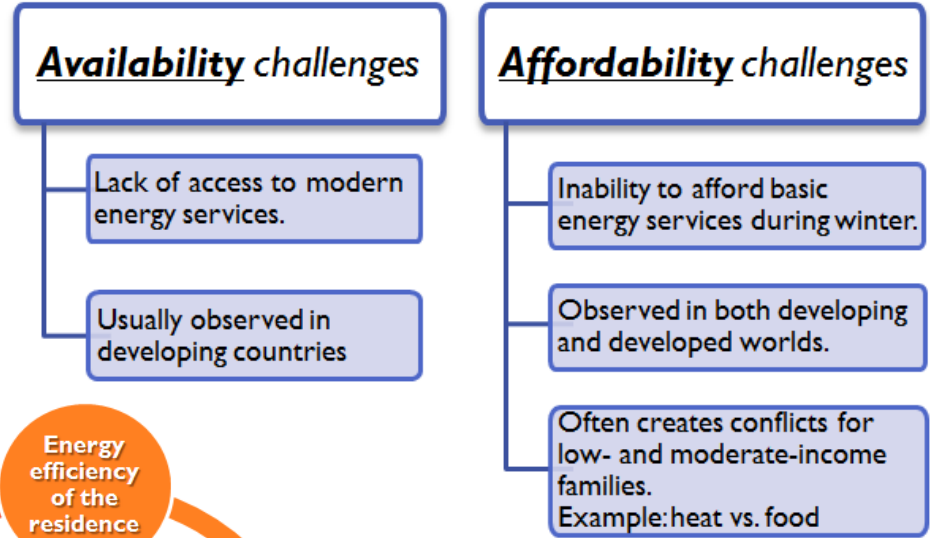 Availability challenges
Lack of access to modern
energy services.
Usually observed in
developing countries
Affordability challenges
Inability to afford basic
energy services during winter.
Observed in both developing
and developed worlds.
Often creates conflicts for
low- and moderate-income
families.
Example: heat vs. food
Energy
efficiency
of the
residence